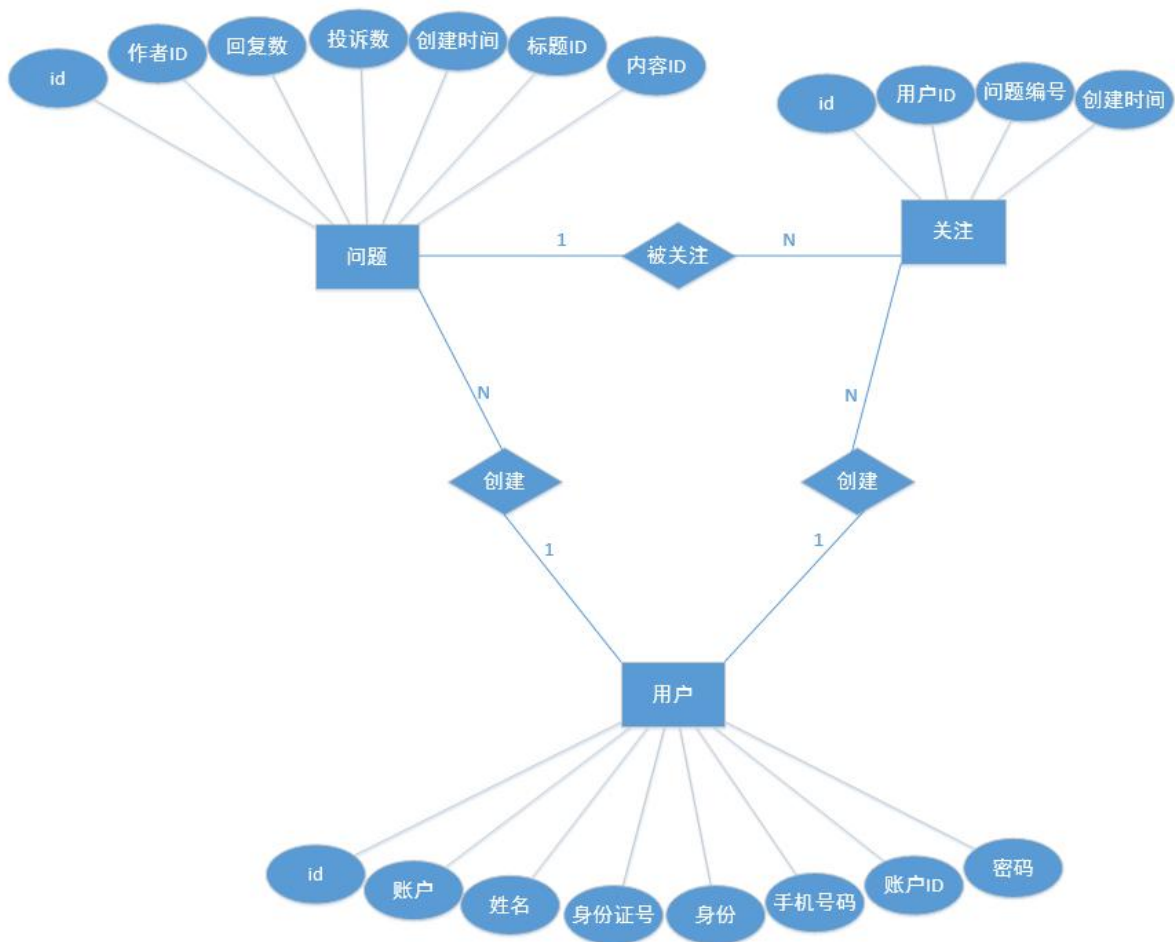 id
作者ID
回复数
投诉数
创建时间
标题ID
内容ID
id
用户ID
问题编号
创建时间
问题
1
被关注
N
关注
N
N
创建
创建
1
1
用户
id
账户
姓名
身份证号
身份
手机号码
账户ID
密码